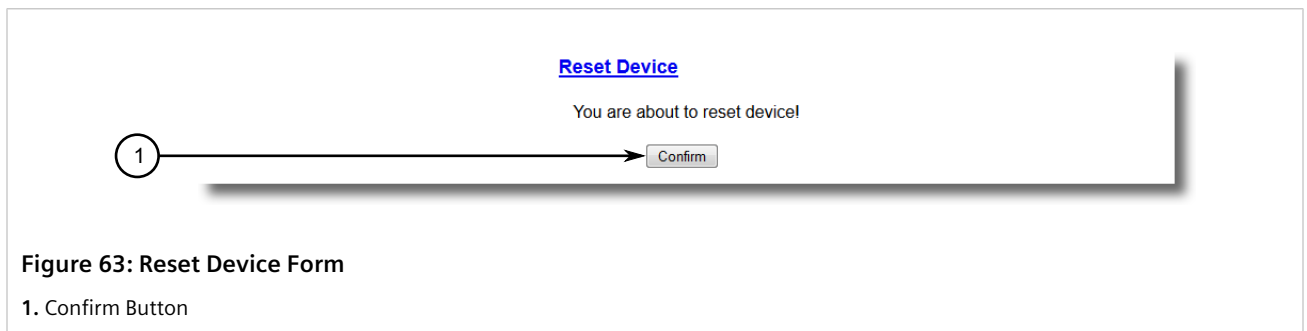 Reset Device
You are about to reset device!
1
Confirm
Figure 63: Reset Device Form
1. Confirm Button